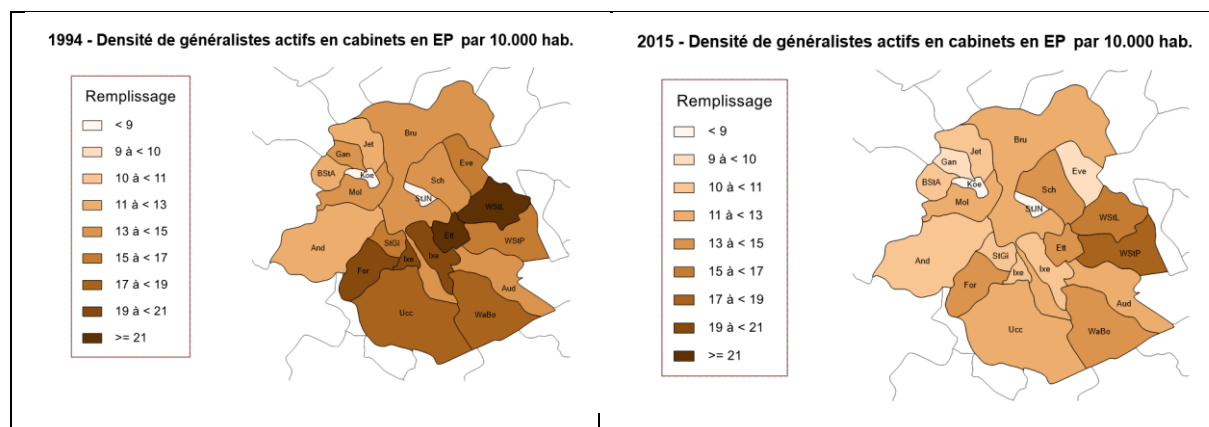 1994 - Densité de généralistes actifs en cabinets en EP par 10.000 hab.
Remplissage
< 9
9 à < 10
10 à < 11
11 à < 13
13 à < 15
15 à < 17
17 à < 19
19 à < 21
>= 21
Bru
Jet
Gan
Eve
Koe
BStA
Sch
Mol
StJN
WStL
Ett
StGi
And
WStP
Ixe
Ixe
For
Aud
Ucc
WaBo
2015 - Densité de généralistes actifs en cabinets en EP par 10.000 hab.
Remplissage
< 9
9 à < 10
10 à < 11
11 à < 13
13 à < 15
15 à < 17
17 à < 19
19 à < 21
>= 21
Bru
Jet
Gan
Eve
BStA
Koe
Sch
Mol
StJN
WStL
Ett
WStP
And
StGi
Ixe
Ixe
For
Aud
Ucc
WaBo